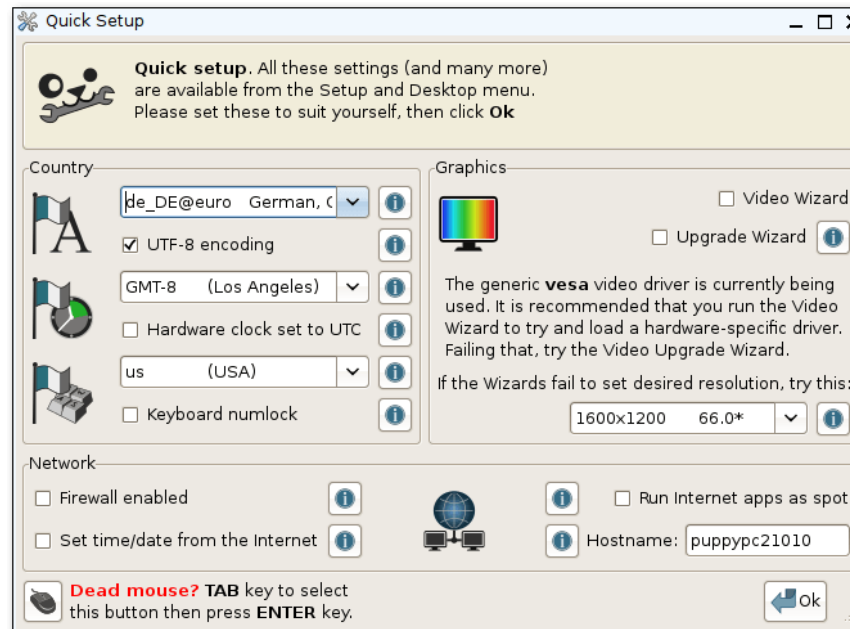 Quick Setup
Quick setup. All these settings (and many more)
are available from the Setup and Desktop menu.
Please set these to suit yourself, then click Ok
Country
de_DE@euro German, (
UTF-8 encoding
GMT-8 (Los Angeles)
Hardware clock set to UTC
us (USA)
Keyboard numlock
Graphics
Video Wizard
Upgrade Wizard
The generic vesa video driver is currently being
used. It is recommended that you run the Video
Wizard to try and load a hardware-specific driver.
Failing that, try the Video Upgrade Wizard.
If the Wizards fail to set desired resolution, try this:
1600x1200 66.0*
Network
Firewall enabled
Run Internet apps as spot
Set time/date from the Internet
Hostname: puppypc21010
Dead mouse? TAB key to select
this button then press ENTER key.
Ok